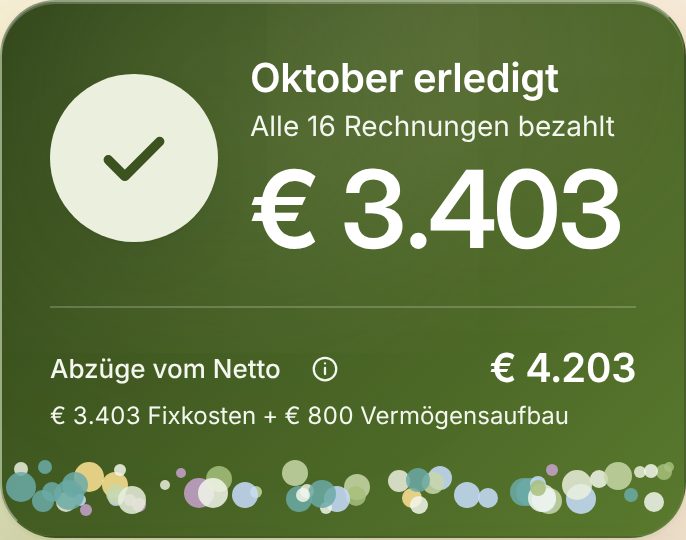 Oktober erledigt
Alle 16 Rechnungen bezahlt
€ 3.403
Abzüge vom Netto
€ 4.203
€ 3.403 Fixkosten + € 800 Vermögensaufbau